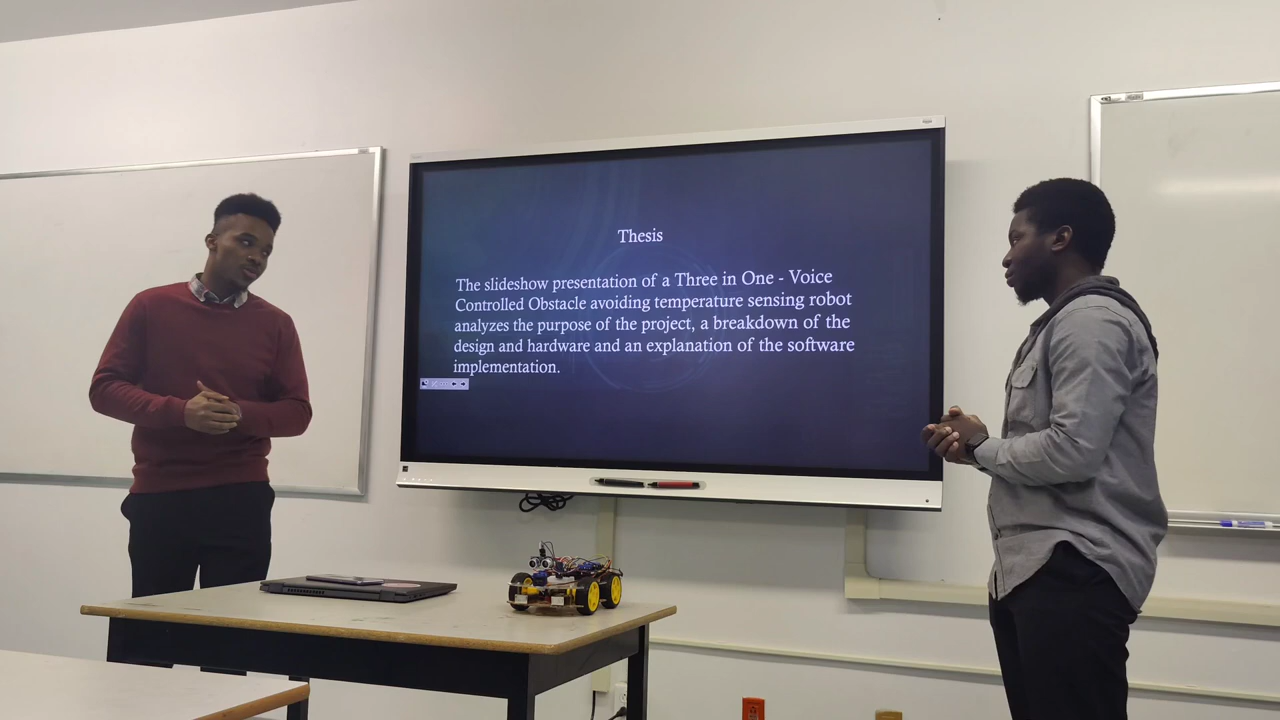 Thesis
The slideshow presentation of a Three in One - Voice
Controlled Obstacle avoiding temperature sensing robot
analyzes the purpose of the project, a breakdown of the
design and hardware and an explanation of the software
implementation.